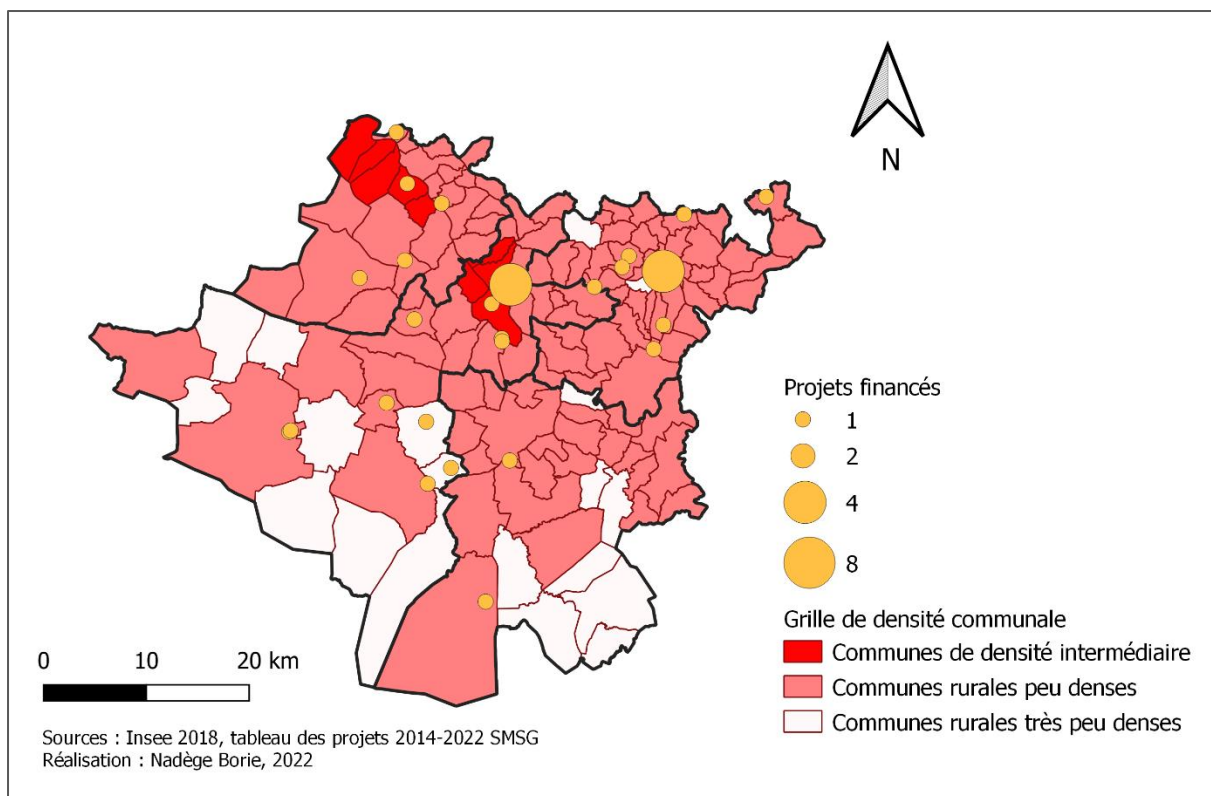 N
Projets financés
1
2
4
8
Grille de densité communale
Communes de densité intermédiaire
Communes rurales peu denses
Communes rurales très peu denses
0 10 20 km
Sources : Insee 2018, tableau des projets 2014-2022 SMSG
Réalisation : Nadège Borie, 2022